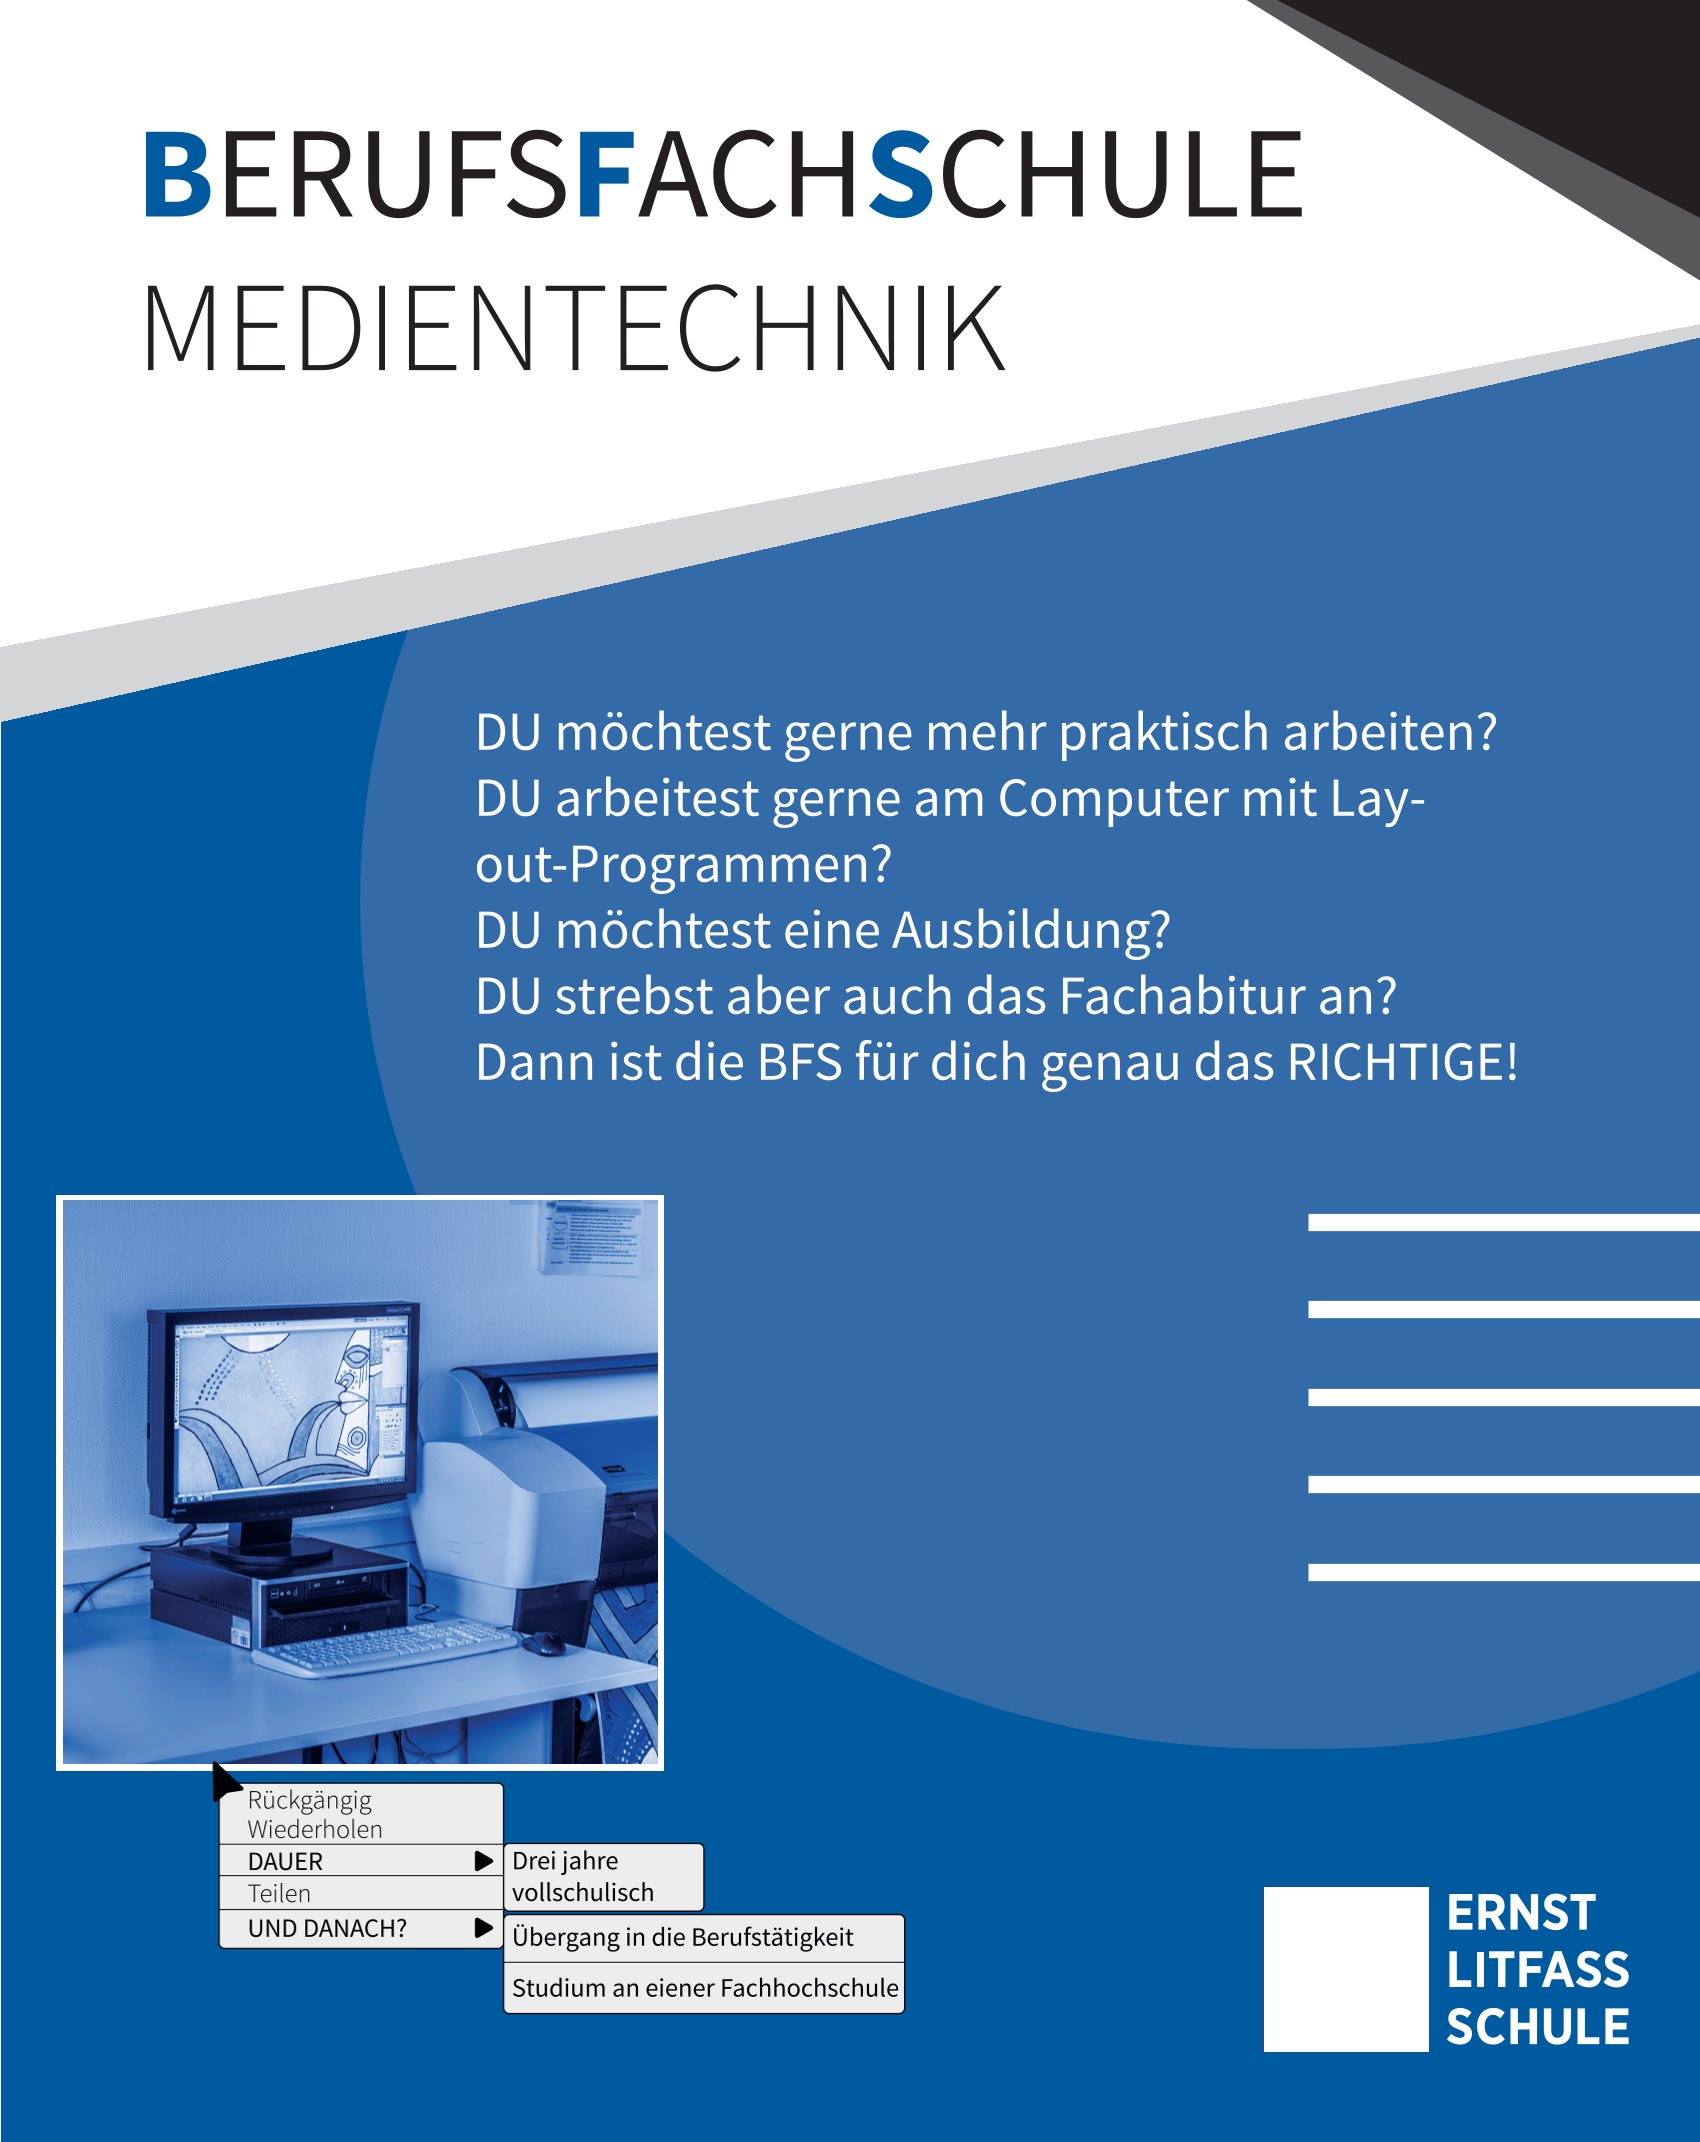 BERUFSFACHSCHULE
MEDIENTECHNIK
DU möchtest gerne mehr praktisch arbeiten?
DU arbeitest gerne am Computer mit Lay-
out-Programmen?
DU möchtest eine Ausbildung?
DU strebst aber auch das Fachabitur an?
Dann ist die BFS für dich genau das RICHTIGE!
Rückgängig
Wiederholen
DAUER
Drei jahre
vollschulisch
Teilen
UND DANACH?
Übergang in die Berufstätigkeit
Studium an eiener Fachhochschule
ERNST
LITFASS
SCHULE